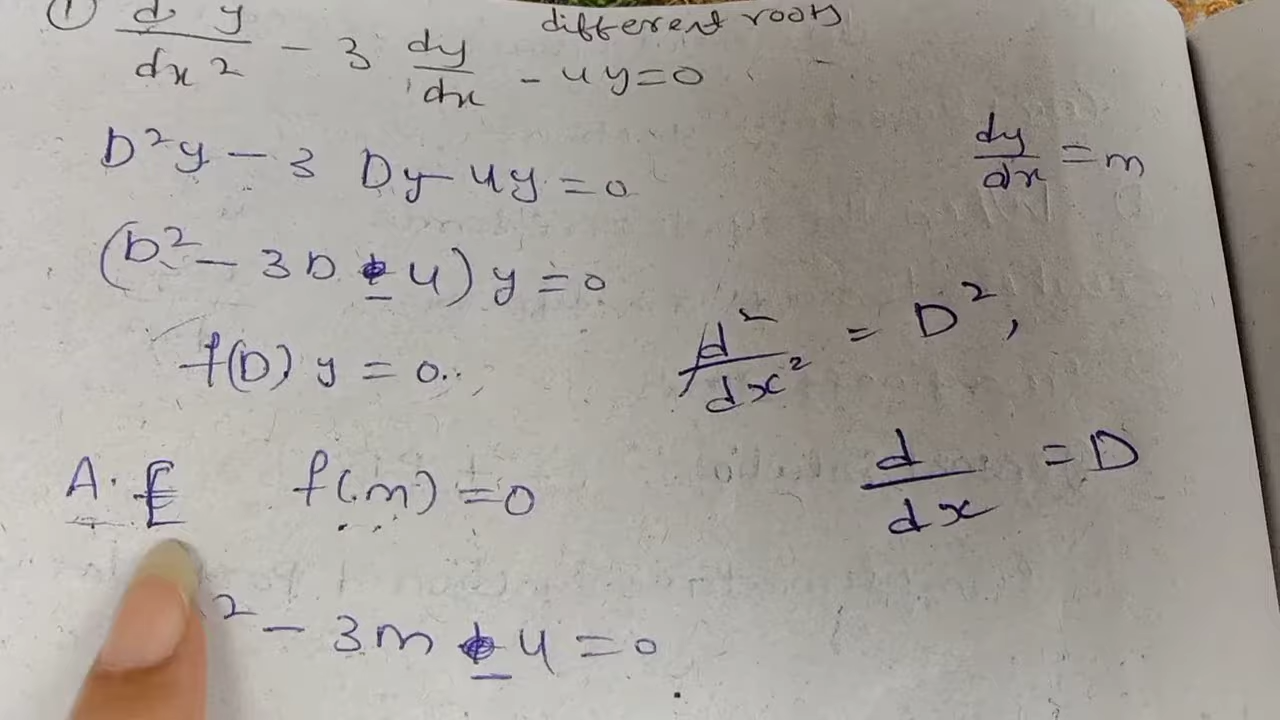 ① d²y/dx² - 3 dy/dx - 4y=0 different roots
D²y - 3 Dy - 4y = 0
dy/dx = m
(D² - 3D - 4) y = 0
f(D) y = 0.
d²/dx² = D²,
A.E f(m) = 0
d/dx = D
² - 3m - 4 = 0